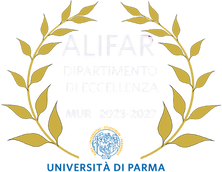 ALIFAR
DIPARTIMENTO
DI ECCELLENZA
MUR 2023-2027
UNIVERSITÀ DI PARMA